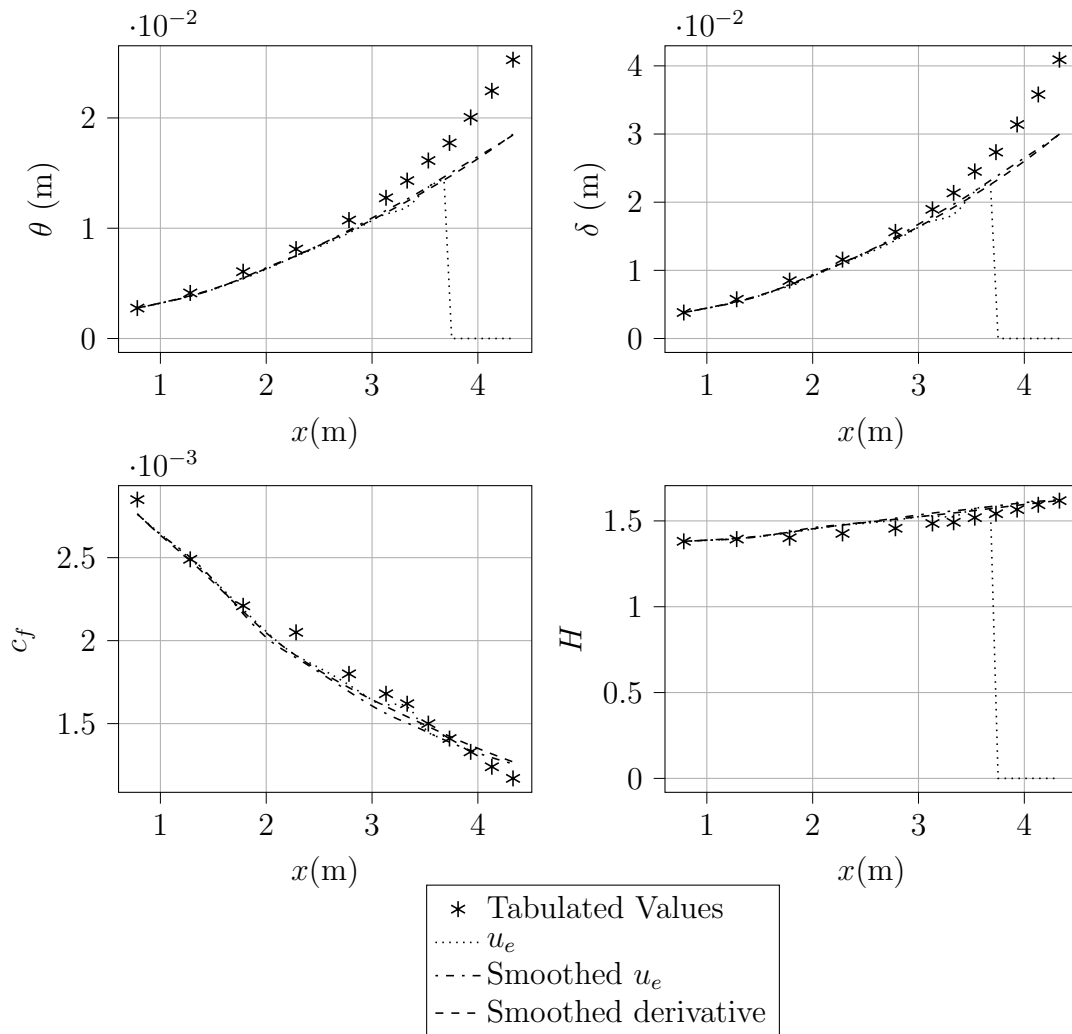 ·10⁻² ·10⁻²
2 4
3
1 2
1
0 0
θ (m) δ (m)
1 2 3 4 1 2 3 4
x(m) x(m)
·10⁻³
2.5 1.5
2 1
1.5 0.5
0
c_f H
1 2 3 4 1 2 3 4
x(m) x(m)
Tabulated Values
u_e
Smoothed u_e
Smoothed derivative